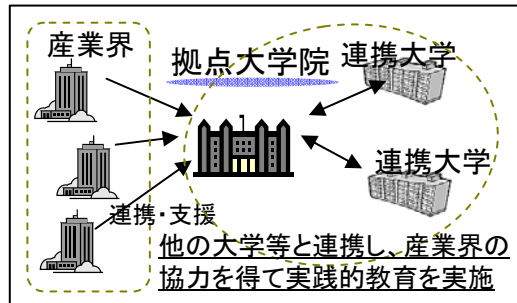 産業界
拠点大学院
連携大学
連携大学
連携・支援
他の大学等と連携し、産業界の
協力を得て実践的教育を実施